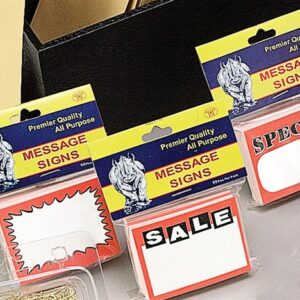 Premier Quality
All Purpose
MESSAGE
SIGNS
Premier Quality
All Purpose
MESSAGE
SIGNS
SALE
Premier Quality
All Purpose
MESSAGE
SIGNS
SPEC